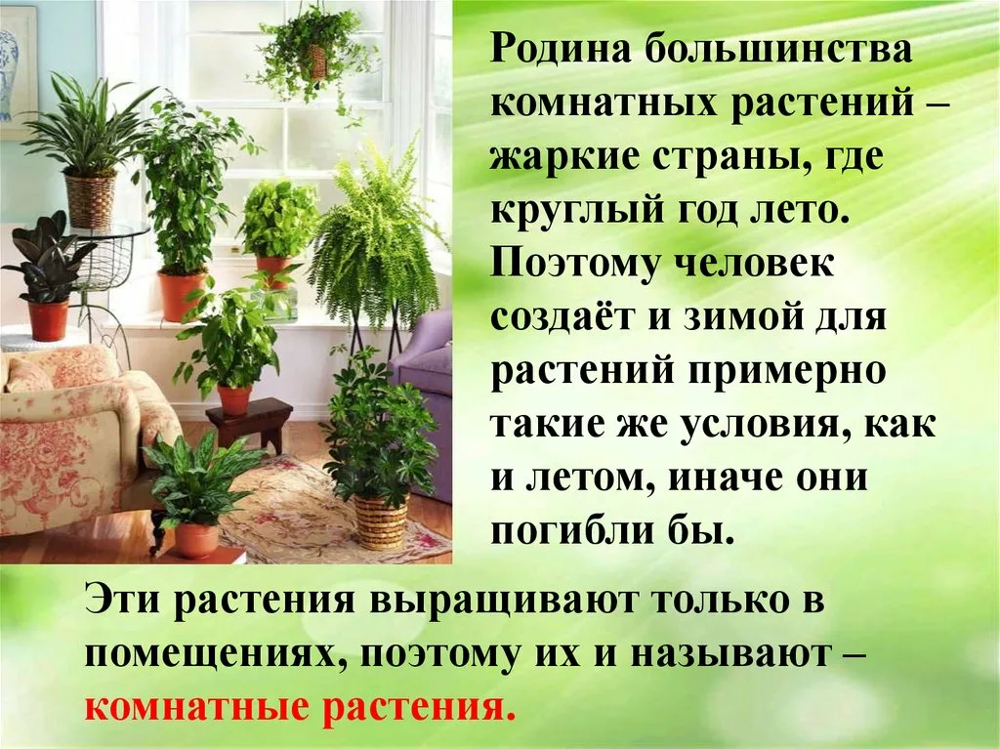 Родина большинства
комнатных растений –
жаркие страны, где
круглый год лето.
Поэтому человек
создаёт и зимой для
растений примерно
такие же условия, как
и летом, иначе они
погибли бы.
Эти растения выращивают только в
помещениях, поэтому их и называют –
комнатные растения.